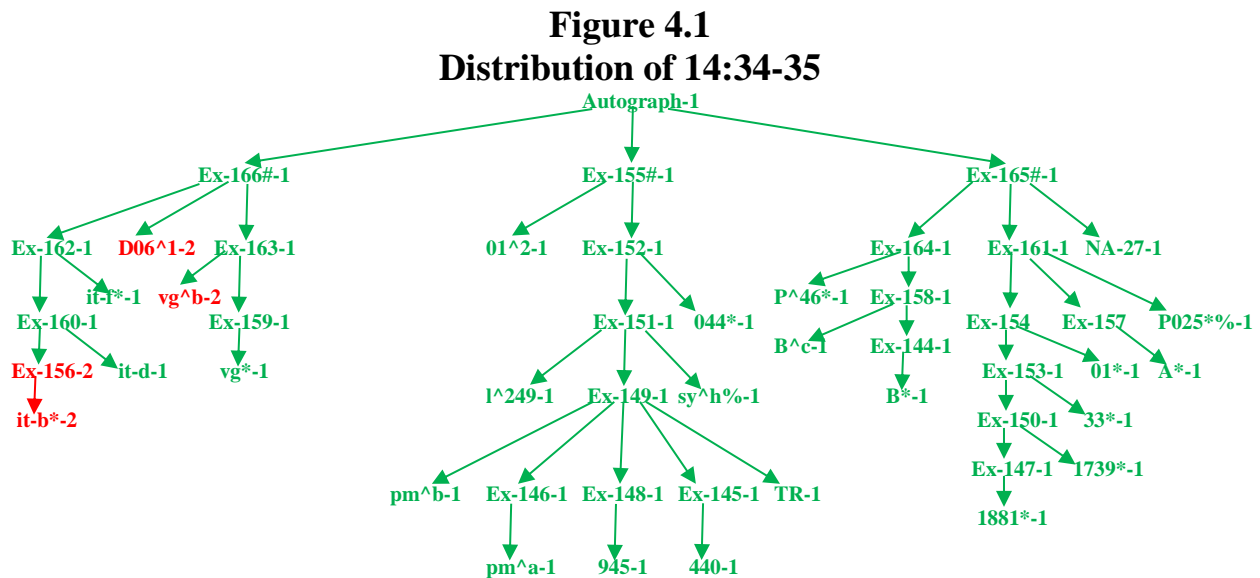 Figure 4.1
Distribution of 14:34-35
Autograph-1
Ex-166#-1 Ex-155#-1 Ex-165#-1
Ex-162-1 D06^1-2 Ex-163-1 01^2-1 Ex-152-1 Ex-164-1 Ex-161-1 NA-27-1
it-f*-1 vg^b-2 P^46*-1 Ex-158-1
Ex-160-1 Ex-159-1 Ex-151-1 044*-1 Ex-154 Ex-157 P025*%-1
B^c-1 Ex-144-1
Ex-156-2 it-d-1 vg*-1 Ex-153-1 01*-1 A*-1
l^249-1 Ex-149-1 sy^h%-1 B*-1
it-b*-2 Ex-150-1 33*-1
Ex-147-1 1739*-1
pm^b-1 Ex-146-1 Ex-148-1 Ex-145-1 TR-1
1881*-1
pm^a-1 945-1 440-1